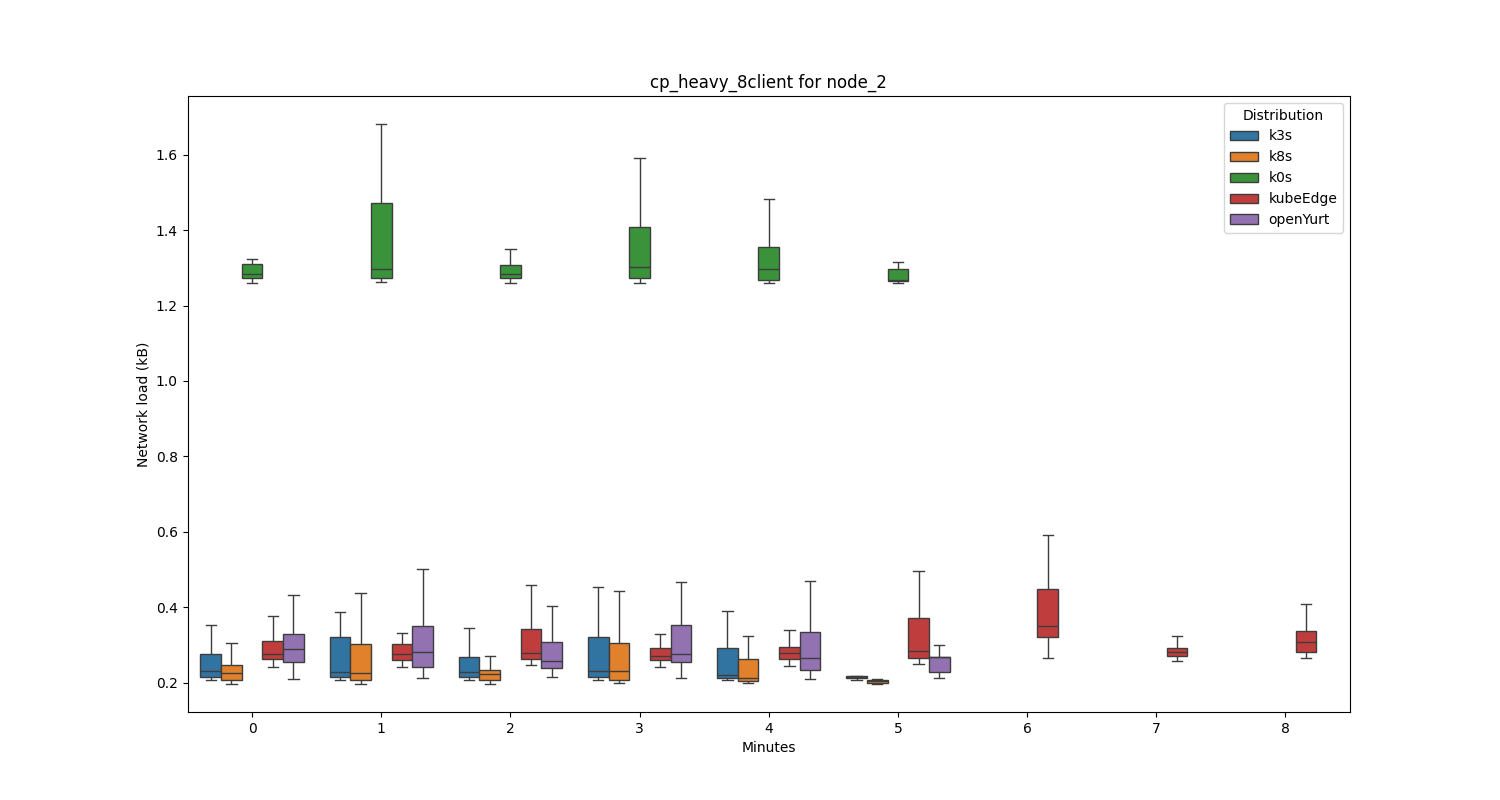 cp_heavy_8client for node_2
Distribution
k3s
k8s
k0s
kubeEdge
openYurt
Network load (kB)
1.6
1.4
1.2
1.0
0.8
0.6
0.4
0.2
0 1 2 3 4 5 6 7 8
Minutes